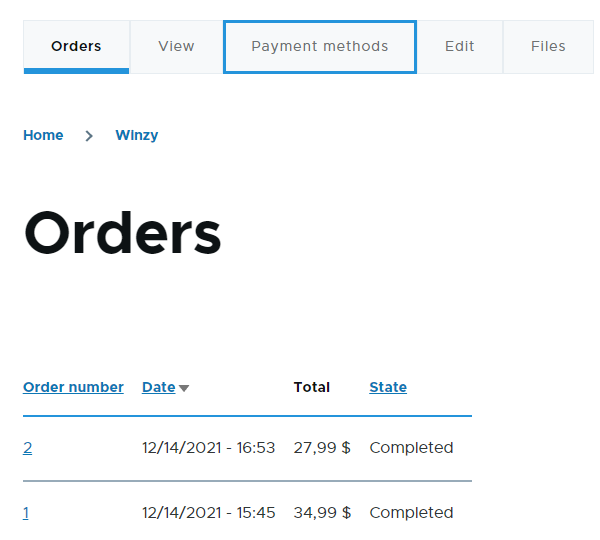 Orders View Payment methods Edit Files
Home Winzy
Orders
Order number Date Total State
2 12/14/2021 - 16:53 27,99 $ Completed
1 12/14/2021 - 15:45 34,99 $ Completed